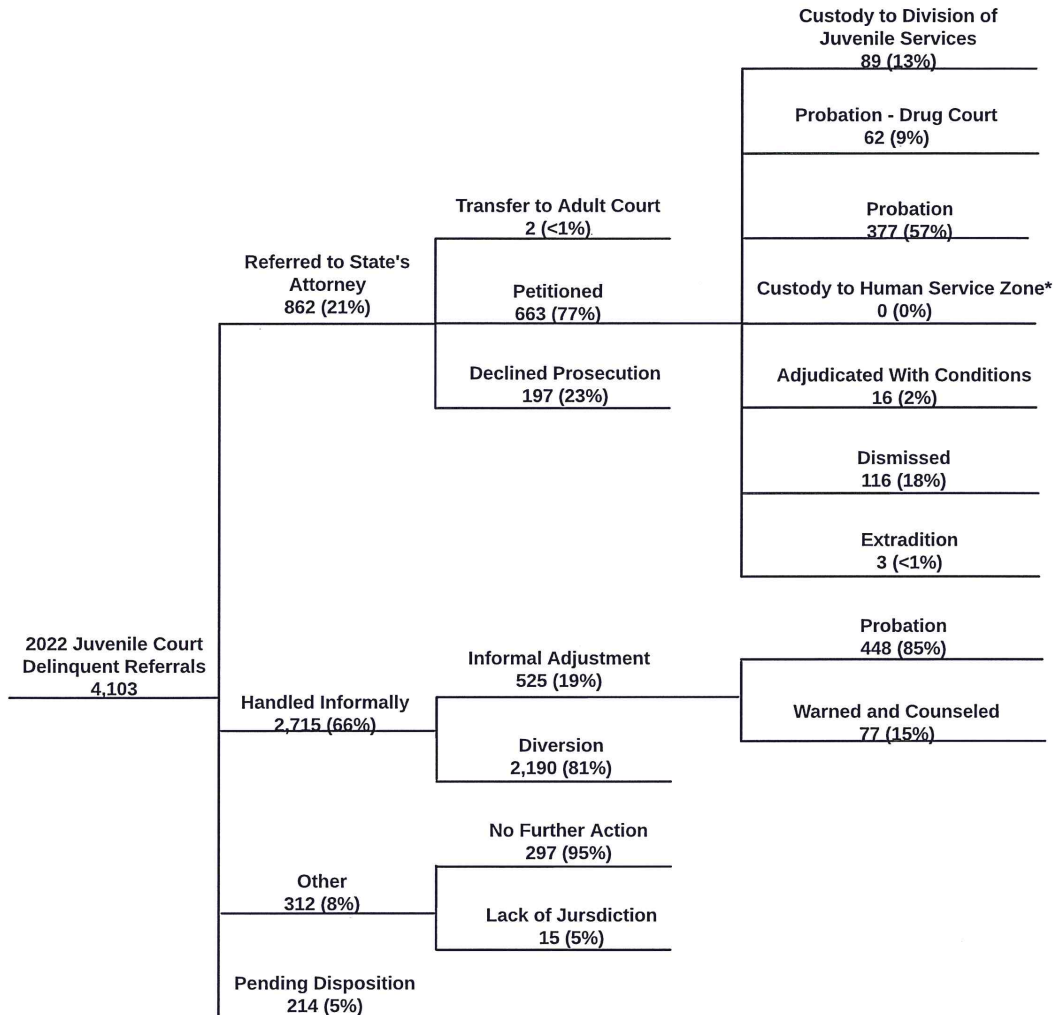 Custody to Division of
Juvenile Services
89 (13%)
Probation - Drug Court
62 (9%)
Transfer to Adult Court
2 (<1%)
Probation
377 (57%)
Referred to State's
Attorney
862 (21%)
Petitioned
663 (77%)
Custody to Human Service Zone*
0 (0%)
Declined Prosecution
197 (23%)
Adjudicated With Conditions
16 (2%)
Dismissed
116 (18%)
Extradition
3 (<1%)
2022 Juvenile Court
Delinquent Referrals
4,103
Handled Informally
2,715 (66%)
Informal Adjustment
525 (19%)
Probation
448 (85%)
Warned and Counseled
77 (15%)
Diversion
2,190 (81%)
Other
312 (8%)
No Further Action
297 (95%)
Lack of Jursdiction
15 (5%)
Pending Disposition
214 (5%)